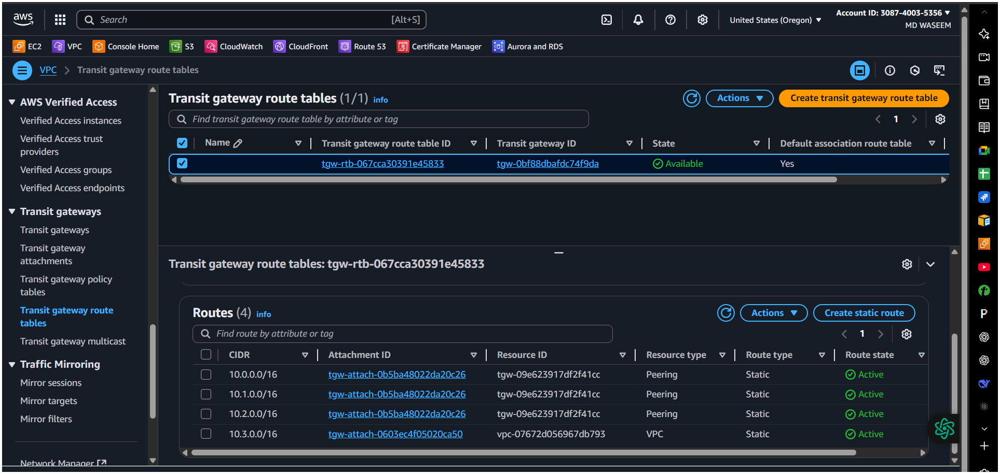 aws
Search [Alt+S]
United States (Oregon)
Account ID: 3087-4003-5356
MD WASEEM
EC2 VPC Console Home S3 CloudWatch CloudFront Route 53 Certificate Manager Aurora and RDS
VPC Transit gateway route tables
AWS Verified Access
Verified Access instances
Verified Access trust
providers
Verified Access groups
Verified Access endpoints
Transit gateways
Transit gateways
Transit gateway
attachments
Transit gateway policy
tables
Transit gateway route
tables
Transit gateway multicast
Traffic Mirroring
Mirror sessions
Mirror targets
Mirror filters
Network Manager
Transit gateway route tables (1/1) info
Actions
Create transit gateway route table
Find transit gateway route table by attribute or tag
1
Name Transit gateway route table ID Transit gateway ID State Default association route table
tgw-rtb-067cca30391e45833 tgw-0bf88dbafdc74f9da Available Yes
Transit gateway route tables: tgw-rtb-067cca30391e45833
Routes (4) info
Actions
Create static route
Find route by attribute or tag
1
CIDR Attachment ID Resource ID Resource type Route type Route state
10.0.0.0/16 tgw-attach-0b5ba48022da20c26 tgw-09e623917df2f41cc Peering Static Active
10.1.0.0/16 tgw-attach-0b5ba48022da20c26 tgw-09e623917df2f41cc Peering Static Active
10.2.0.0/16 tgw-attach-0b5ba48022da20c26 tgw-09e623917df2f41cc Peering Static Active
10.3.0.0/16 tgw-attach-0603ec4f05020ca50 vpc-07672d056967db793 VPC Static Active
P